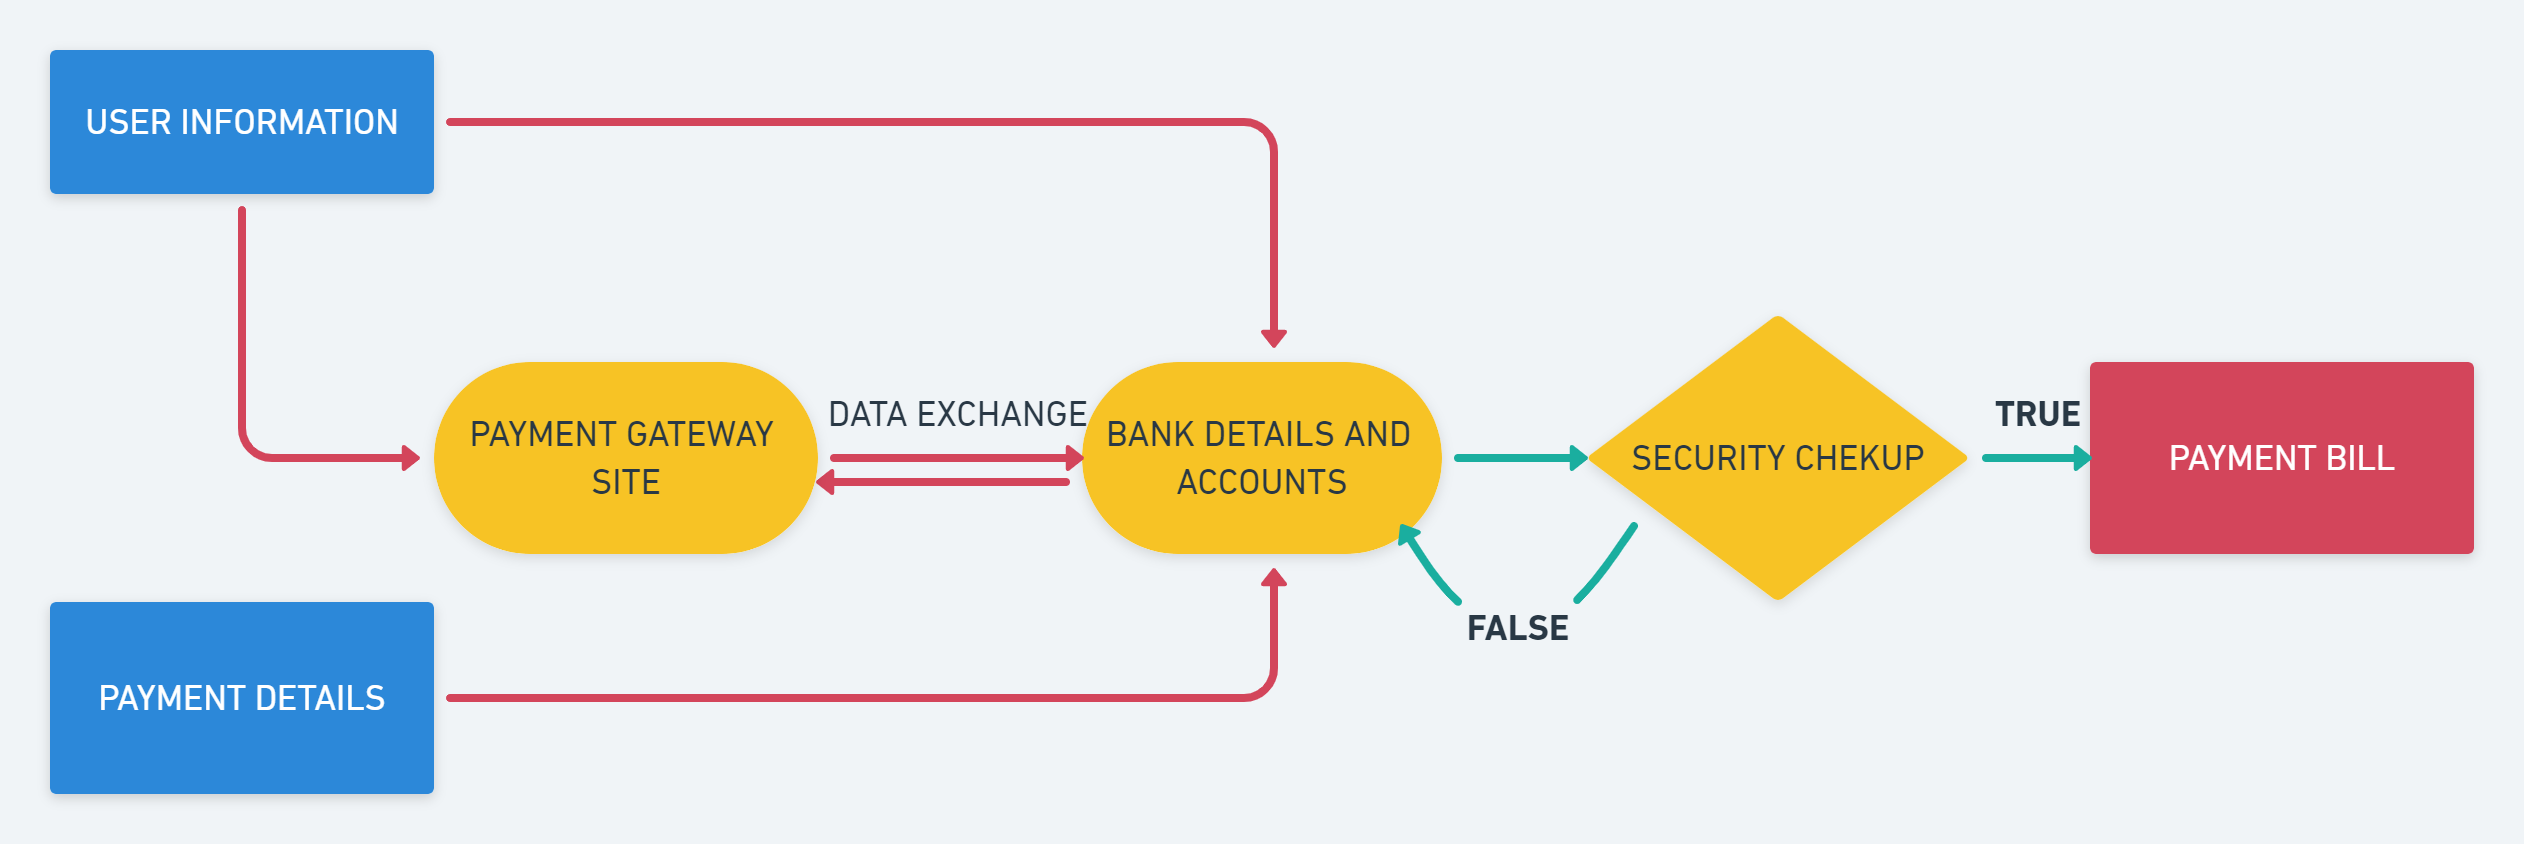 USER INFORMATION
DATA EXCHANGE
PAYMENT GATEWAY
SITE
BANK DETAILS AND
ACCOUNTS
SECURITY CHEKUP
TRUE
PAYMENT BILL
FALSE
PAYMENT DETAILS